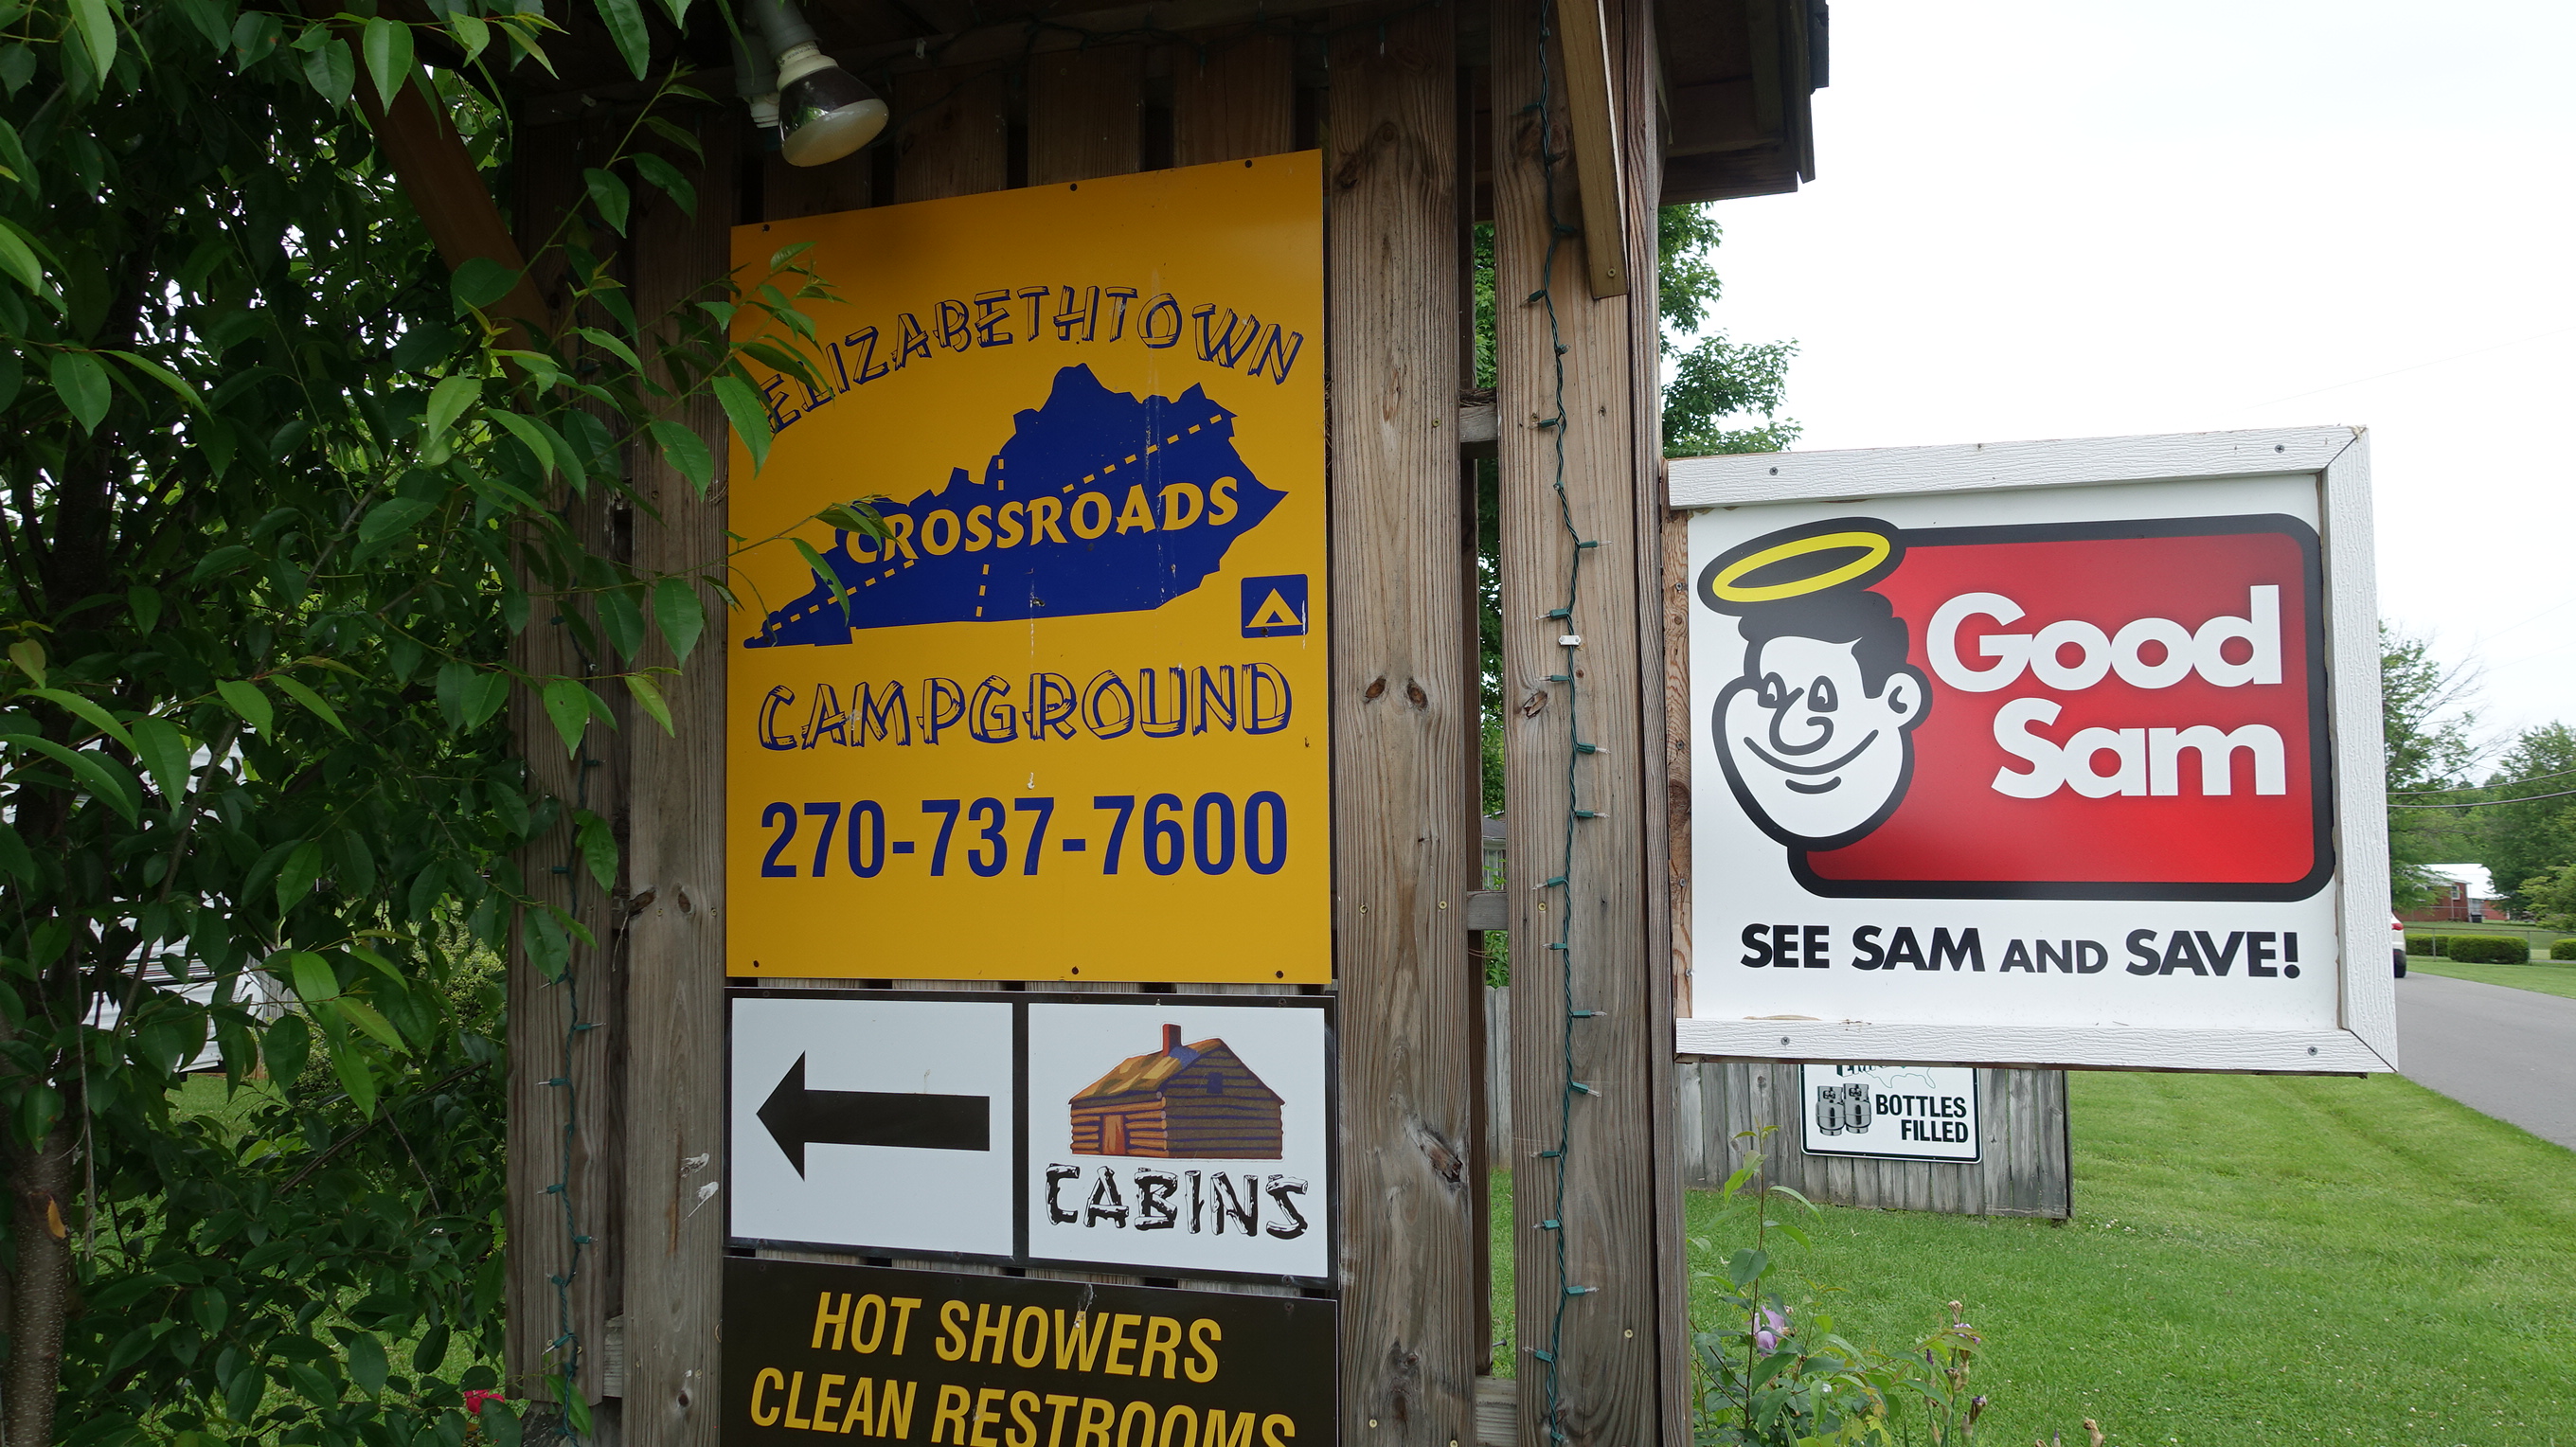 ELIZABETHTOWN
CROSSROADS
CAMPGROUND
270-737-7600
CABINS
HOT SHOWERS
CLEAN RESTROOMS
Good
Sam
SEE SAM AND SAVE!
BOTTLES
FILLED